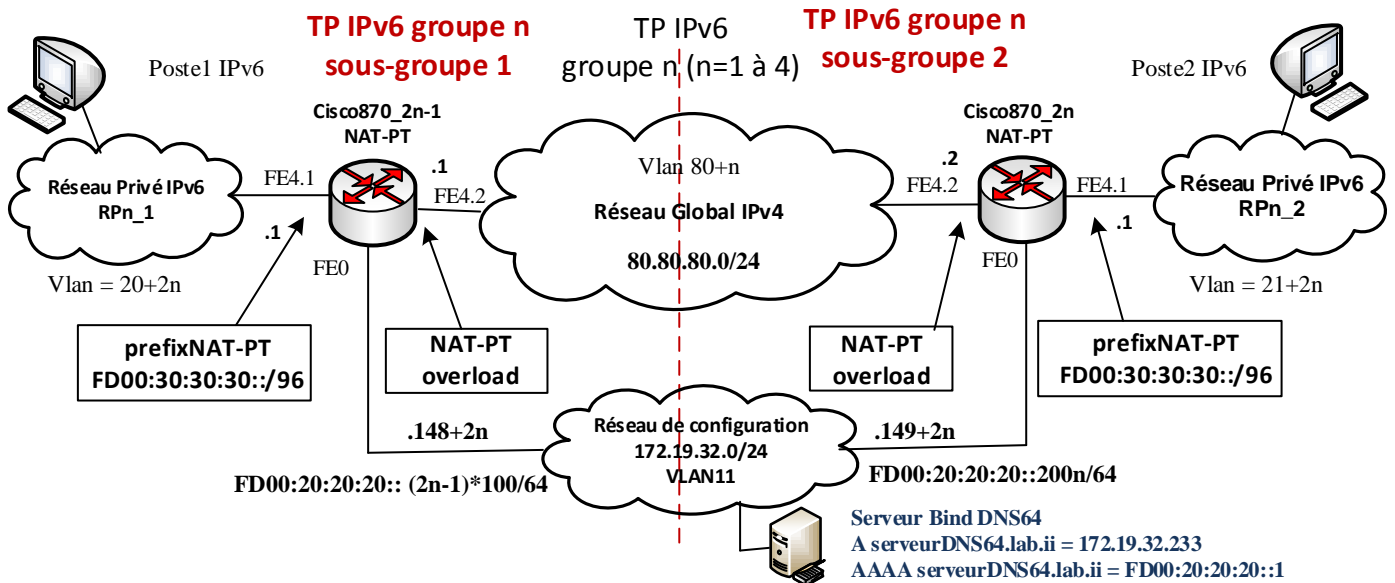 TP IPv6 groupe n
sous-groupe 1
TP IPv6
groupe n (n=1 à 4)
TP IPv6 groupe n
sous-groupe 2
Poste1 IPv6
Poste2 IPv6
Cisco870_2n-1
NAT-PT
Cisco870_2n
NAT-PT
Réseau Privé IPv6
RPn_1
FE4.1
.1
.1
FE4.2
Vlan 80+n
Réseau Global IPv4
80.80.80.0/24
.2
FE4.2
FE4.1
.1
Réseau Privé IPv6
RPn_2
Vlan = 20+2n
FE0
FE0
Vlan = 21+2n
prefixNAT-PT
FD00:30:30:30::/96
NAT-PT
overload
NAT-PT
overload
prefixNAT-PT
FD00:30:30:30::/96
.148+2n
Réseau de configuration
172.19.32.0/24
VLAN11
.149+2n
FD00:20:20:20:: (2n-1)*100/64
FD00:20:20:20::200n/64
Serveur Bind DNS64
A serveurDNS64.lab.ii = 172.19.32.233
AAAA serveurDNS64.lab.ii = FD00:20:20:20::1